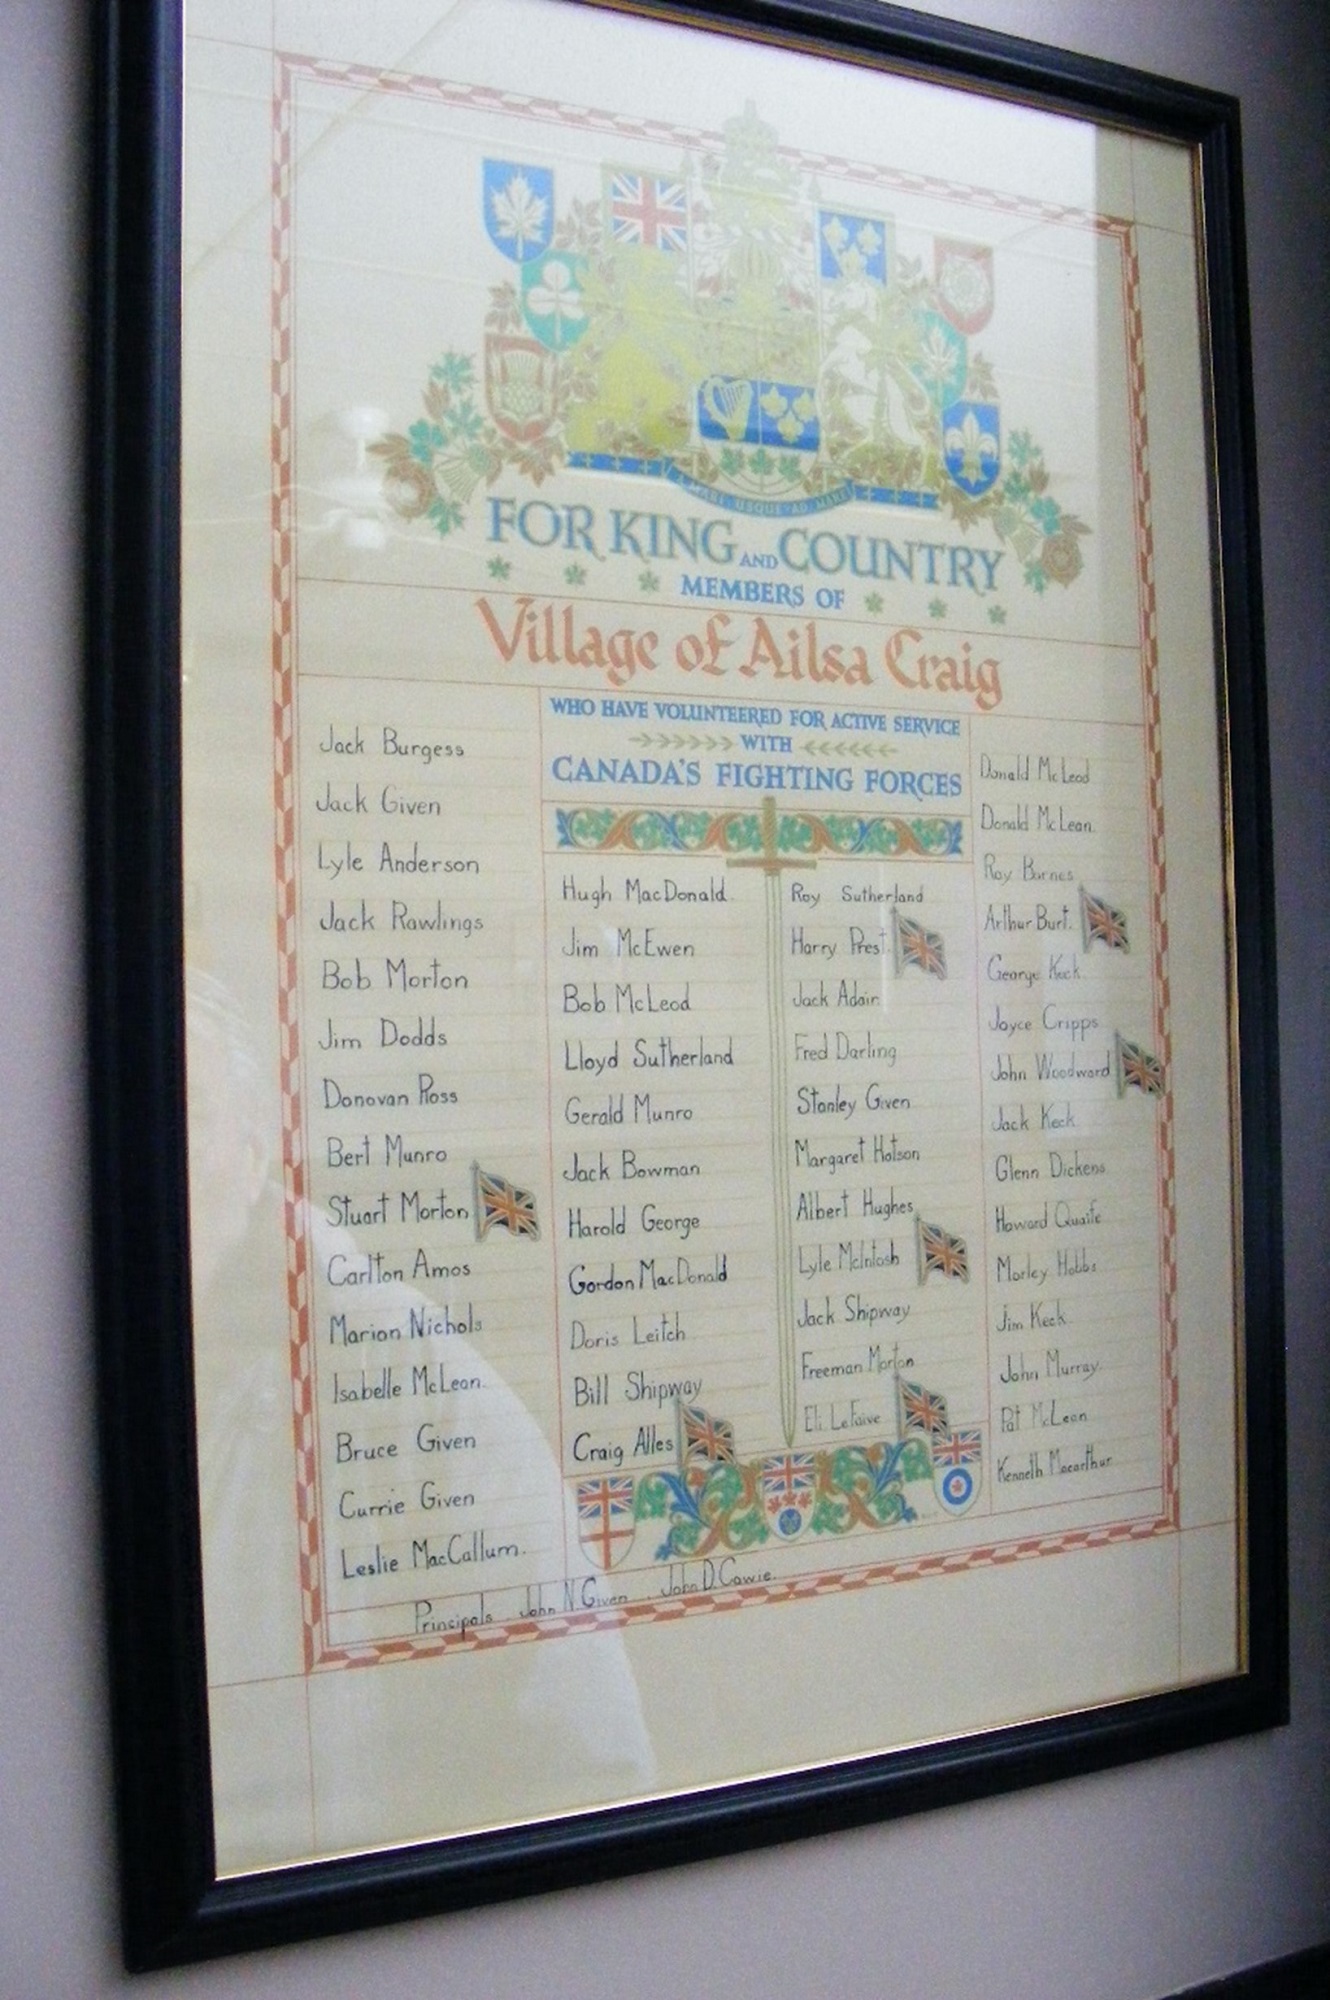 A MARI USQUE AD MARE
FOR KING AND COUNTRY
MEMBERS OF
Village of Ailsa Craig
WHO HAVE VOLUNTEERED FOR ACTIVE SERVICE
WITH
CANADA'S FIGHTING FORCES
Jack Burgess
Jack Given
Lyle Anderson
Jack Rawlings
Bob Morton
Jim Dodds
Donovan Ross
Bert Munro
Stuart Morton
Carlton Amos
Marion Nichols
Isabelle McLean.
Bruce Given
Currie Given
Leslie MacCallum.
Hugh MacDonald.
Jim McEwen
Bob McLeod
Lloyd Sutherland
Gerald Munro
Jack Bowman
Harold George
Gordon MacDonald
Doris Leitch
Bill Shipway
Craig Alles
Roy Sutherland
Harry Prest.
Jack Adair
Fred Darling
Stanley Given
Margaret Hotson
Albert Hughes
Lyle McIntosh
Jack Shipway
Freeman Morton
Eli LeFaive
Donald McLeod
Donald McLean.
Roy Barnes
Arthur Burt.
George Keck.
Joyce Cripps
John Woodward
Jack Keck
Glenn Dickens
Howard Quaife
Morley Hobbs
Jim Keck.
John Murray.
Pat McLean
Kenneth Macarthur
Principals John N. Given . John D. Cowie.